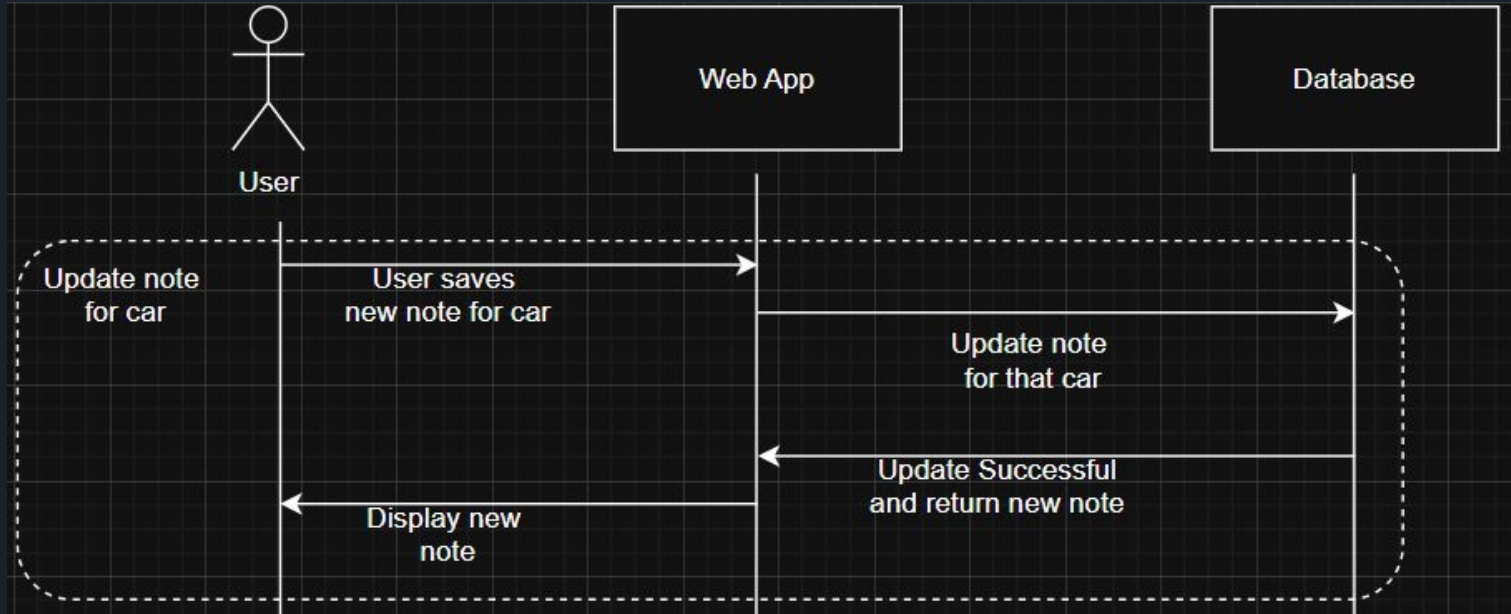 User
Web App
Database
Update note
for car
User saves
new note for car
Update note
for that car
Update Successful
and return new note
Display new
note